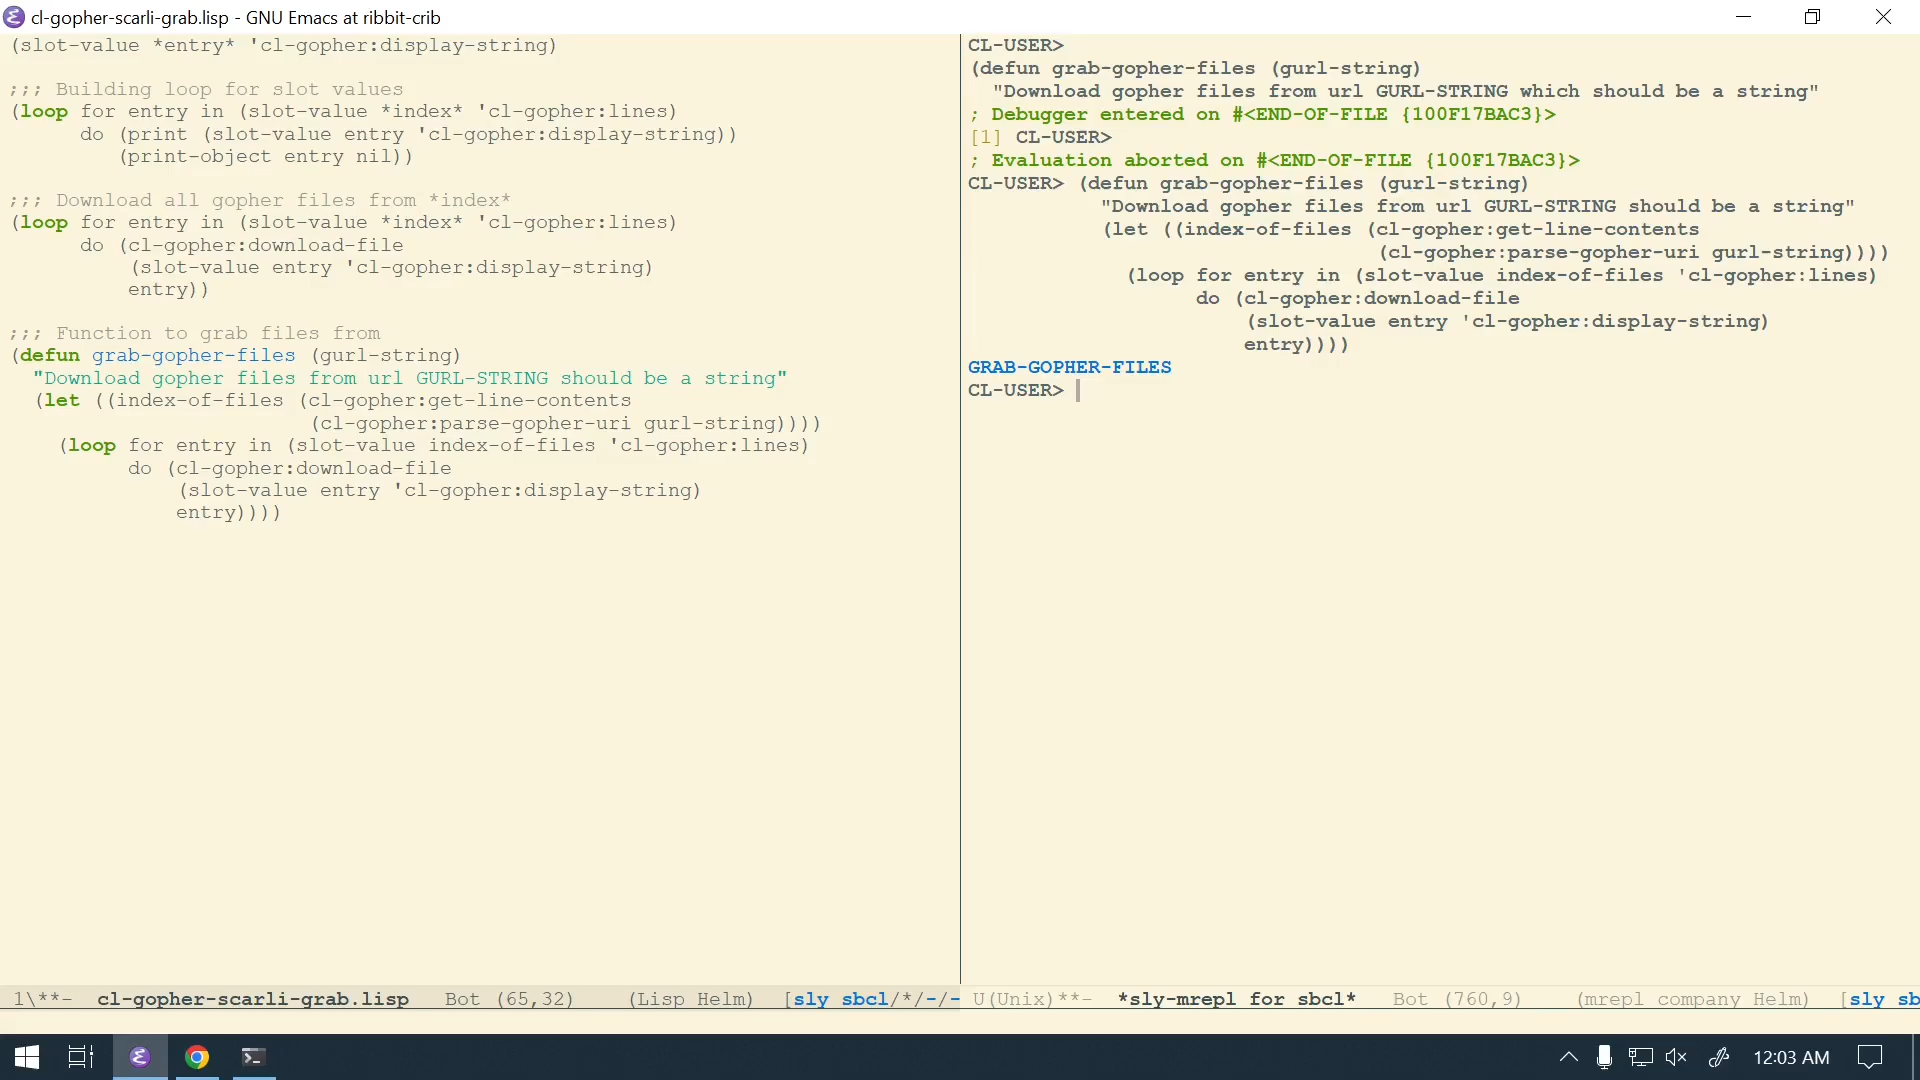 cl-gopher-scarli-grab.lisp - GNU Emacs at ribbit-crib
(slot-value *entry* 'cl-gopher:display-string)
;;; Building loop for slot values
(loop for entry in (slot-value *index* 'cl-gopher:lines)
      do (print (slot-value entry 'cl-gopher:display-string))
         (print-object entry nil))
;;; Download all gopher files from *index*
(loop for entry in (slot-value *index* 'cl-gopher:lines)
      do (cl-gopher:download-file
          (slot-value entry 'cl-gopher:display-string)
          entry))
;;; Function to grab files from
(defun grab-gopher-files (gurl-string)
  "Download gopher files from url GURL-STRING should be a string"
  (let ((index-of-files (cl-gopher:get-line-contents
                         (cl-gopher:parse-gopher-uri gurl-string))))
    (loop for entry in (slot-value index-of-files 'cl-gopher:lines)
          do (cl-gopher:download-file
              (slot-value entry 'cl-gopher:display-string)
              entry))))
1\**-  cl-gopher-scarli-grab.lisp   Bot (65,32)    (Lisp Helm)  [sly sbcl/*/-/-
CL-USER>
(defun grab-gopher-files (gurl-string)
  "Download gopher files from url GURL-STRING which should be a string"
; Debugger entered on #<END-OF-FILE {100F17BAC3}>
[1] CL-USER>
; Evaluation aborted on #<END-OF-FILE {100F17BAC3}>
CL-USER> (defun grab-gopher-files (gurl-string)
           "Download gopher files from url GURL-STRING should be a string"
           (let ((index-of-files (cl-gopher:get-line-contents
                                  (cl-gopher:parse-gopher-uri gurl-string))))
             (loop for entry in (slot-value index-of-files 'cl-gopher:lines)
                   do (cl-gopher:download-file
                       (slot-value entry 'cl-gopher:display-string)
                       entry))))
GRAB-GOPHER-FILES
CL-USER>
U(Unix)**-  *sly-mrepl for sbcl*   Bot (760,9)    (mrepl company Helm)  [sly sb
12:03 AM